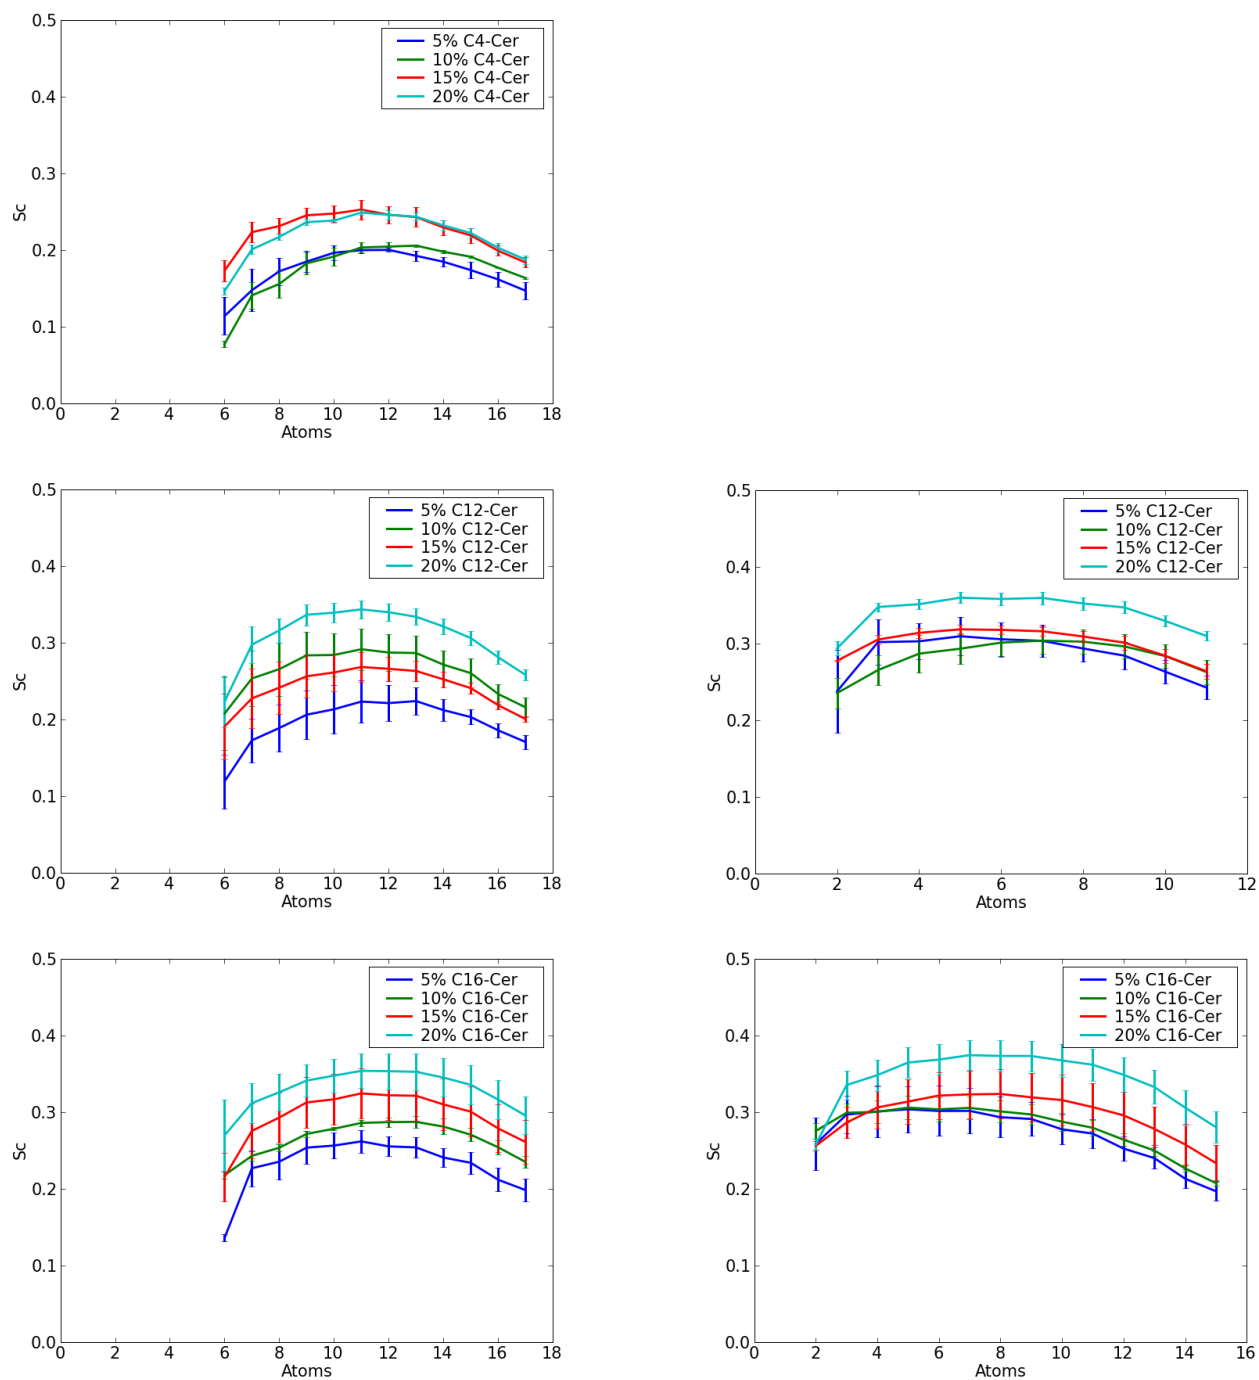 0.5
0.4
0.3
0.2
0.1
0.0
Sc
5% C4-Cer
10% C4-Cer
15% C4-Cer
20% C4-Cer
0 2 4 6 8 10 12 14 16 18
Atoms
0.5
0.4
0.3
0.2
0.1
0.0
Sc
5% C12-Cer
10% C12-Cer
15% C12-Cer
20% C12-Cer
0 2 4 6 8 10 12 14 16 18
Atoms
0.5
0.4
0.3
0.2
0.1
0.0
Sc
5% C12-Cer
10% C12-Cer
15% C12-Cer
20% C12-Cer
0 2 4 6 8 10 12
Atoms
0.5
0.4
0.3
0.2
0.1
0.0
Sc
5% C16-Cer
10% C16-Cer
15% C16-Cer
20% C16-Cer
0 2 4 6 8 10 12 14 16 18
Atoms
0.5
0.4
0.3
0.2
0.1
0.0
Sc
5% C16-Cer
10% C16-Cer
15% C16-Cer
20% C16-Cer
0 2 4 6 8 10 12 14 16
Atoms